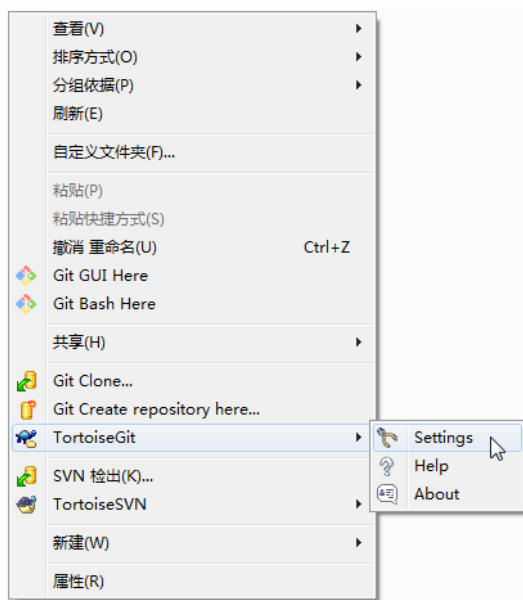 查看(V)
排序方式(O)
分组依据(P)
刷新(E)
自定义文件夹(F)...
粘贴(P)
粘贴快捷方式(S)
撤消 重命名(U) Ctrl+Z
Git GUI Here
Git Bash Here
共享(H)
Git Clone...
Git Create repository here...
TortoiseGit
Settings
Help
About
SVN 检出(K)...
TortoiseSVN
新建(W)
属性(R)